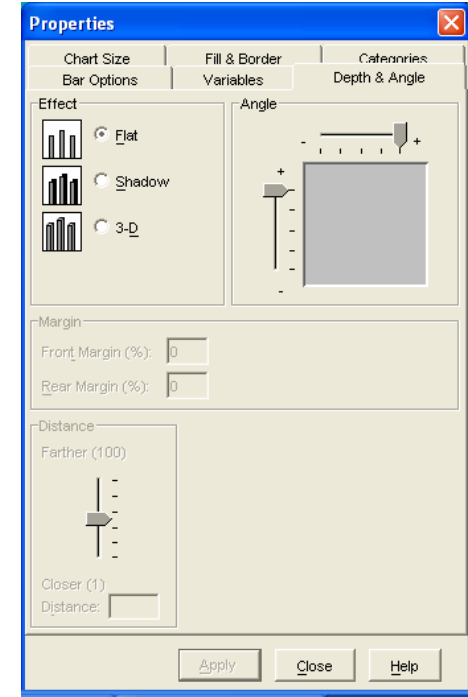 Properties
Chart Size Fill & Border Categories
Bar Options Variables Depth & Angle
Effect Angle
Flat
- +
Shadow
+
3-D
-
Margin
Front Margin (%): 0
Rear Margin (%): 0
Distance
Farther (100)
Closer (1)
Distance:
Apply Close Help